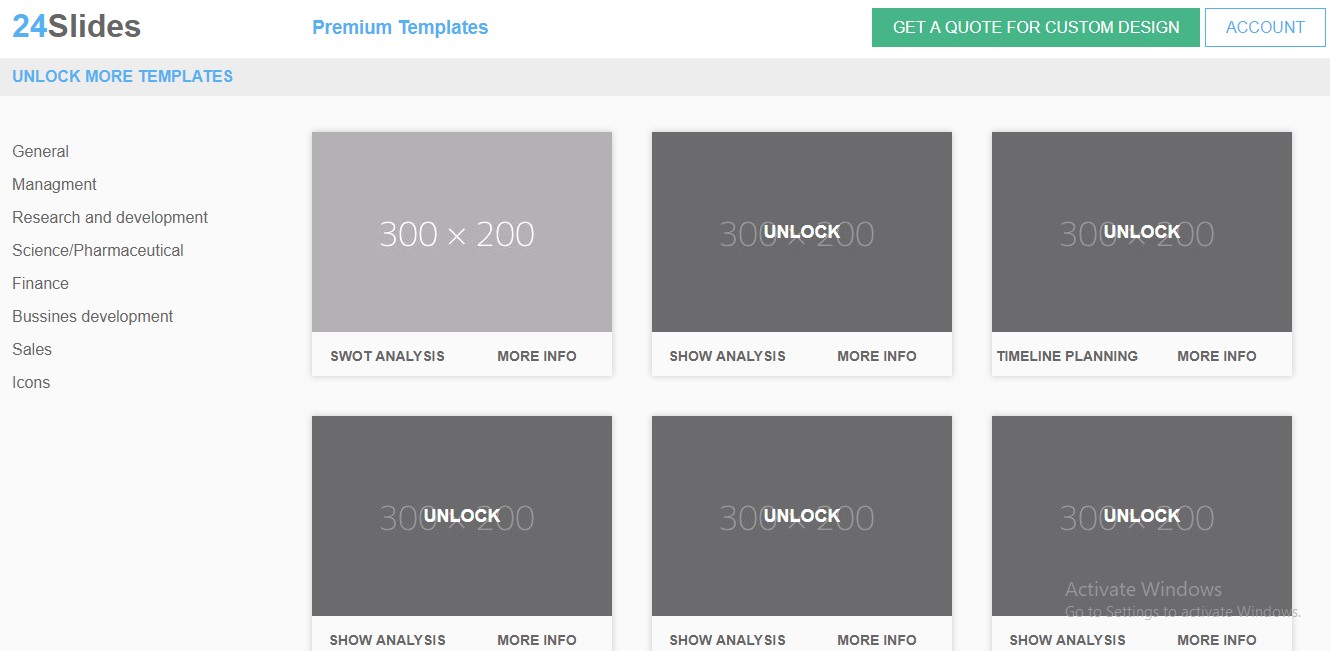 24Slides
Premium Templates
GET A QUOTE FOR CUSTOM DESIGN
ACCOUNT
UNLOCK MORE TEMPLATES
General
Managment
Research and development
Science/Pharmaceutical
Finance
Bussines development
Sales
Icons
300 × 200
300 × 200
UNLOCK
300 × 200
UNLOCK
SWOT ANALYSIS
MORE INFO
SHOW ANALYSIS
MORE INFO
TIMELINE PLANNING
MORE INFO
300 × 200
UNLOCK
300 × 200
UNLOCK
300 × 200
UNLOCK
Activate Windows
Go to Settings to activate Windows.
SHOW ANALYSIS
MORE INFO
SHOW ANALYSIS
MORE INFO
SHOW ANALYSIS
MORE INFO